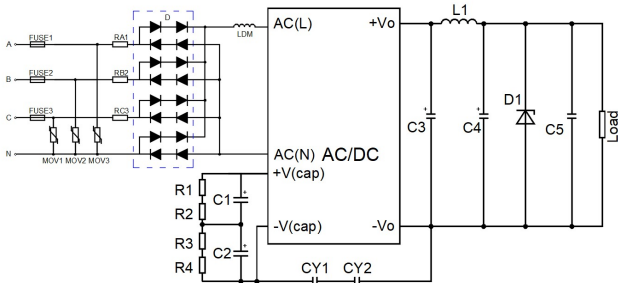 D
L1
AC(L)
+Vo
FUSE1
RA1
LDM
A
FUSE2
RB2
B
FUSE3
RC3
C
D1
C3
C4
C5
Load
N
MOV1
MOV2
MOV3
AC(N)
AC/DC
+V(cap)
R1
C1
R2
-V(cap)
-Vo
R3
C2
R4
CY1
CY2
+
+
+
+